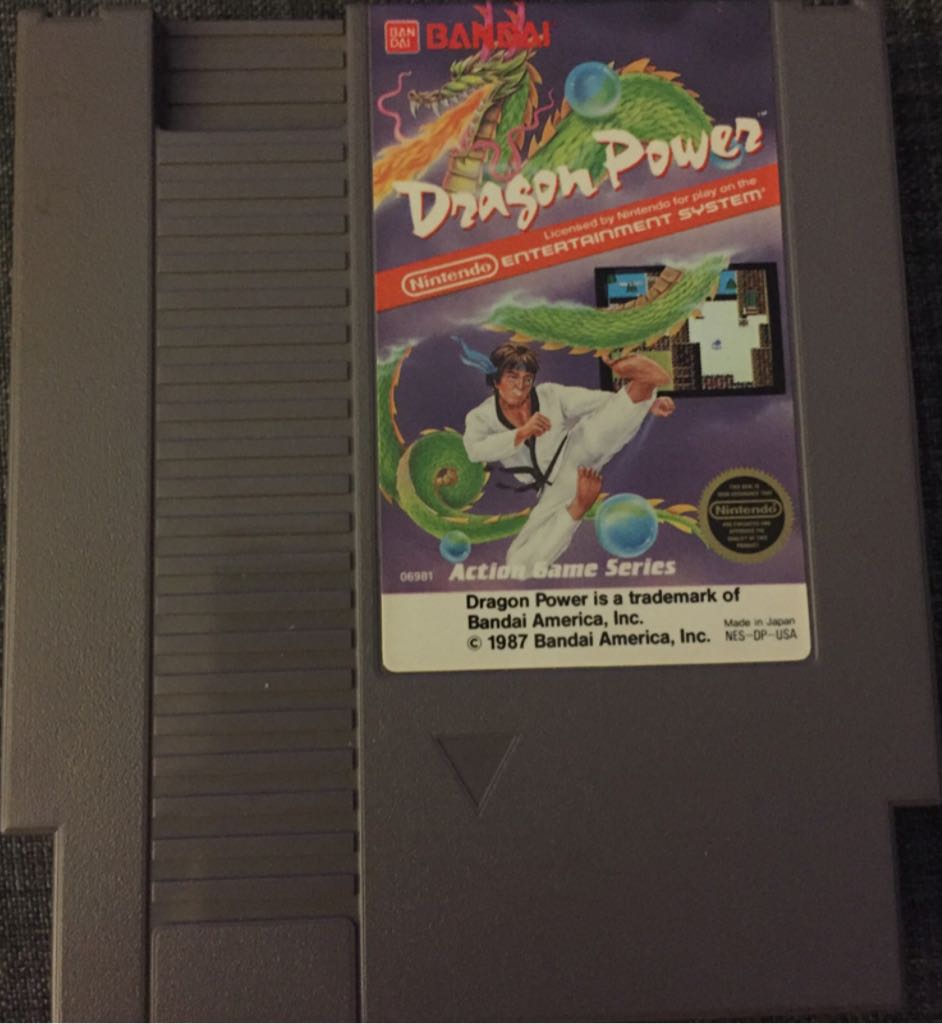 BAN
DAI
BANDAI
Dragon Power™
Licensed by Nintendo for play on the
Nintendo ENTERTAINMENT SYSTEM®
Nintendo
06981
Action Game Series
Dragon Power is a trademark of
Bandai America, Inc.
© 1987 Bandai America, Inc.
Made in Japan
NES-DP-USA